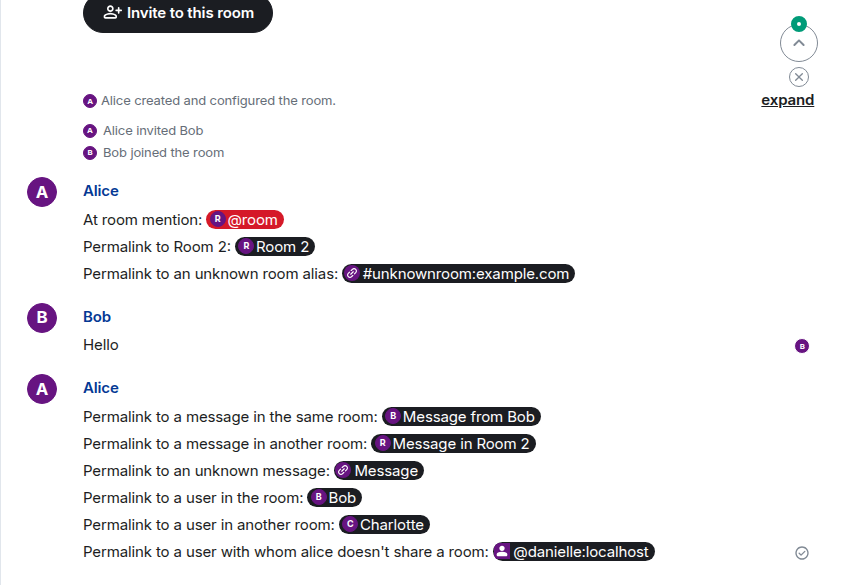 Invite to this room
A Alice created and configured the room.
expand
A Alice invited Bob
B Bob joined the room
A Alice
At room mention: R @room
Permalink to Room 2: R Room 2
Permalink to an unknown room alias: #unknownroom:example.com
B Bob
Hello B
A Alice
Permalink to a message in the same room: B Message from Bob
Permalink to a message in another room: R Message in Room 2
Permalink to an unknown message: Message
Permalink to a user in the room: B Bob
Permalink to a user in another room: C Charlotte
Permalink to a user with whom alice doesn't share a room: @danielle:localhost